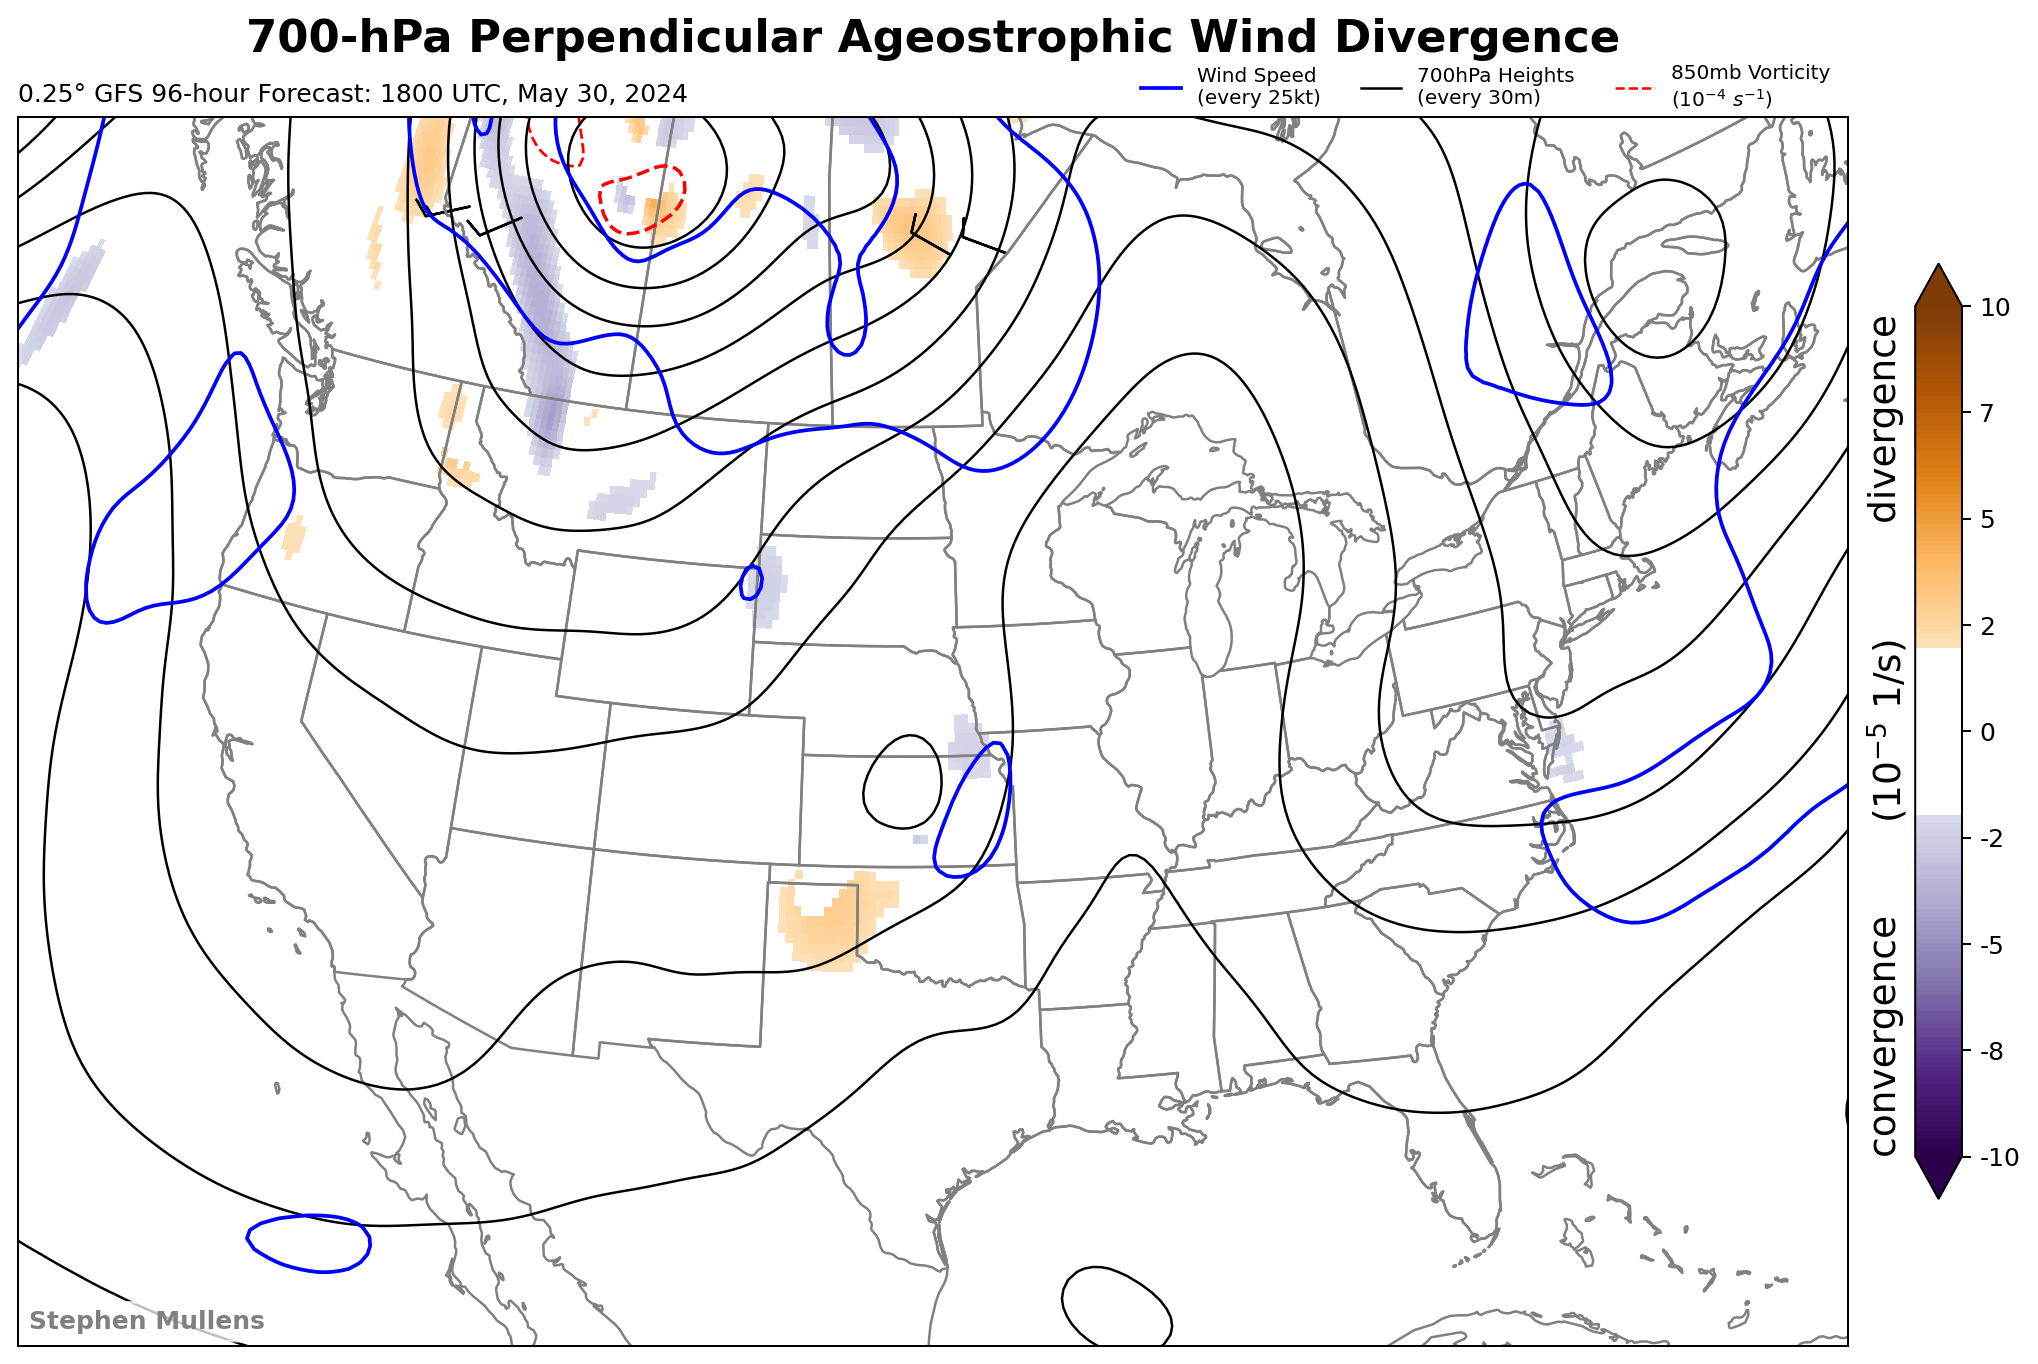 700-hPa Perpendicular Ageostrophic Wind Divergence
0.25° GFS 96-hour Forecast: 1800 UTC, May 30, 2024
Wind Speed
(every 25kt)
700hPa Heights
(every 30m)
850mb Vorticity
(10⁻⁴ s⁻¹)
10
7
5
2
0
-2
-5
-8
-10
convergence (10⁻⁵ 1/s) divergence
Stephen Mullens